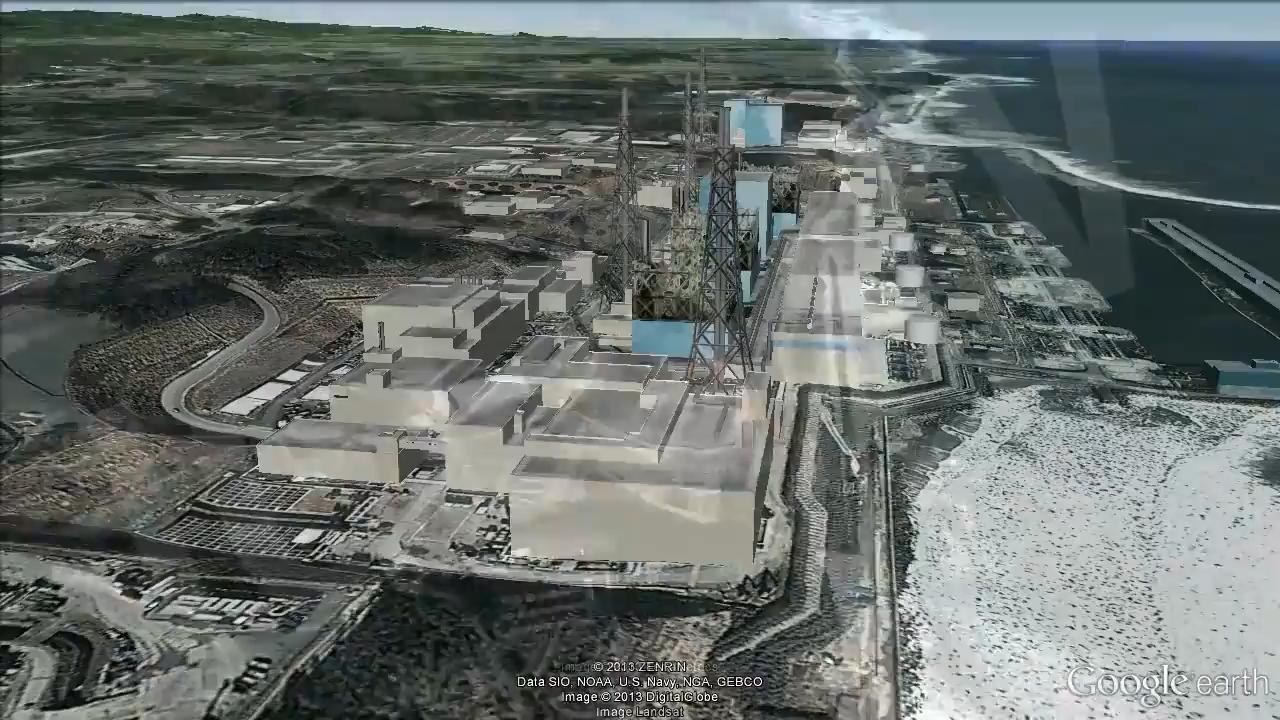 © 2013 ZENRIN
Data SIO, NOAA, U.S. Navy, NGA, GEBCO
Image © 2013 DigitalGlobe
Image Landsat
Google earth